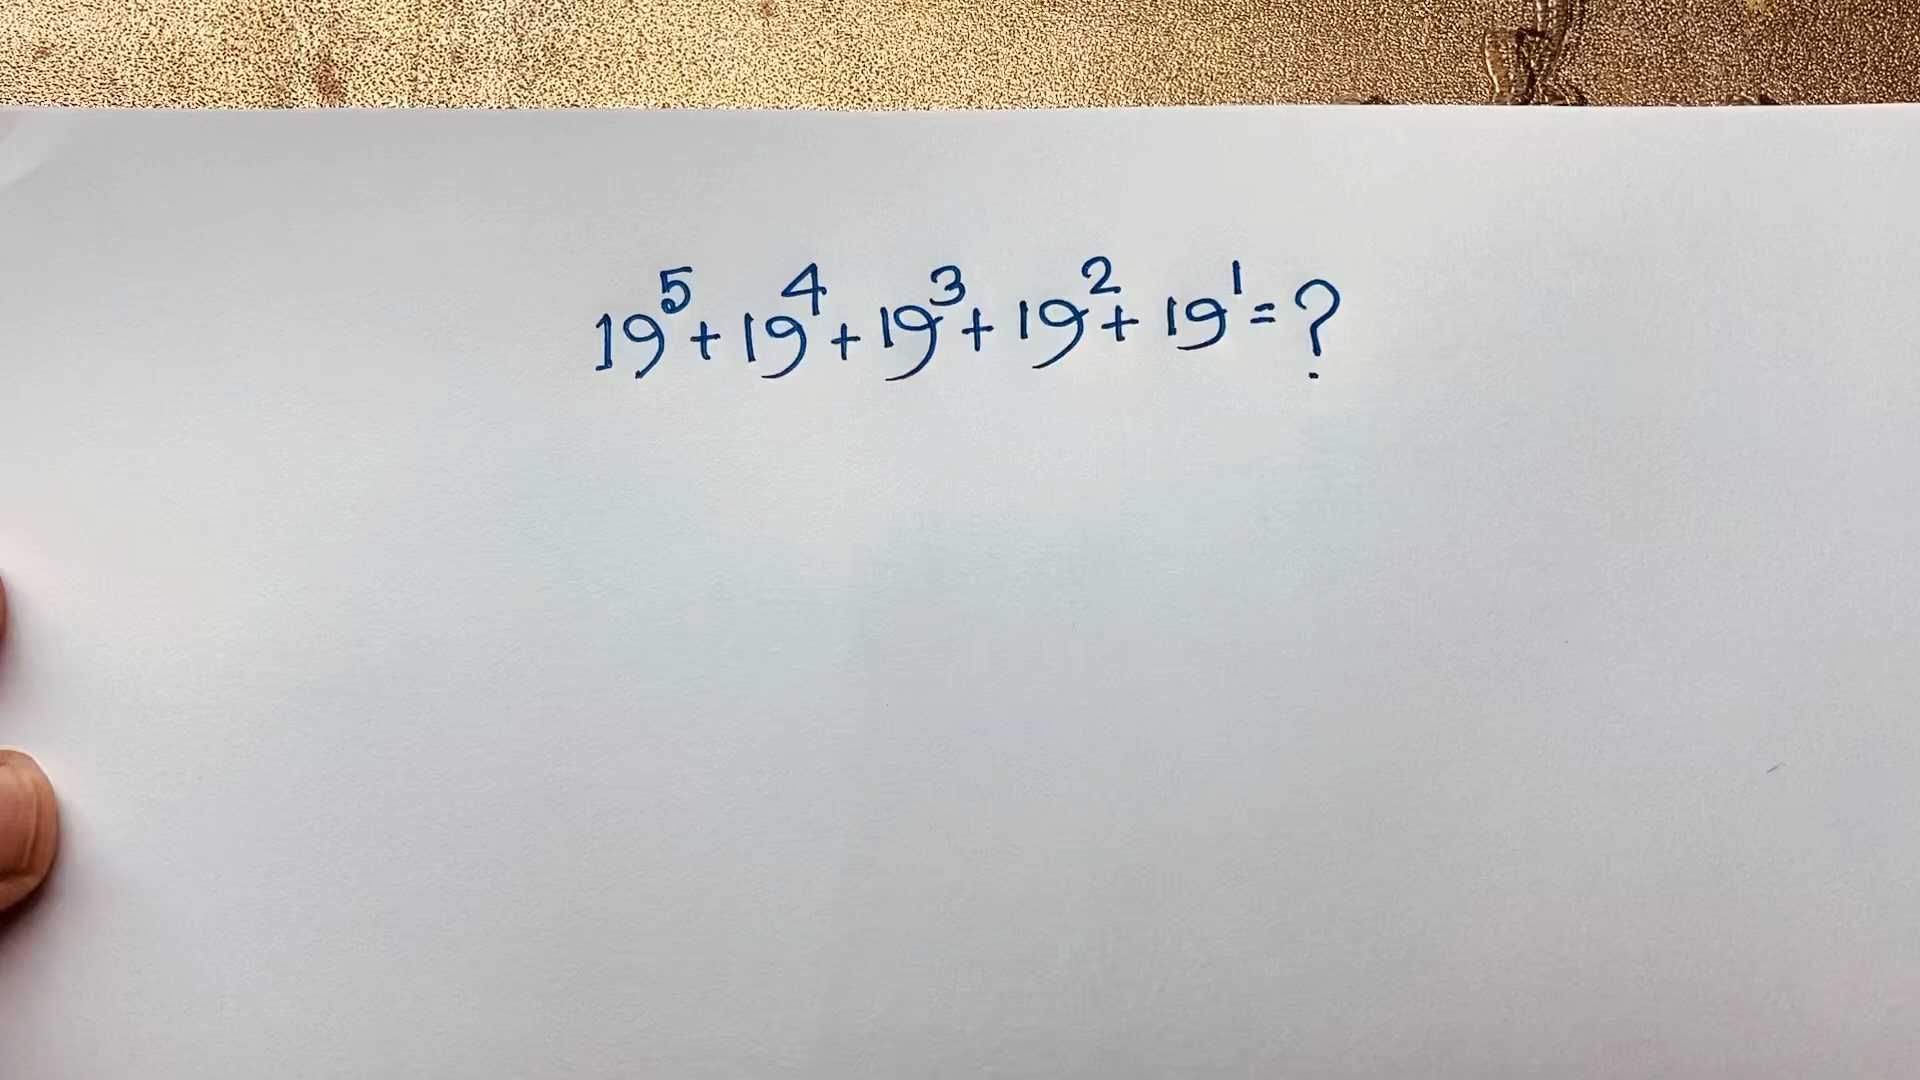 19⁵ + 19⁴ + 19³ + 19² + 19¹ = ?